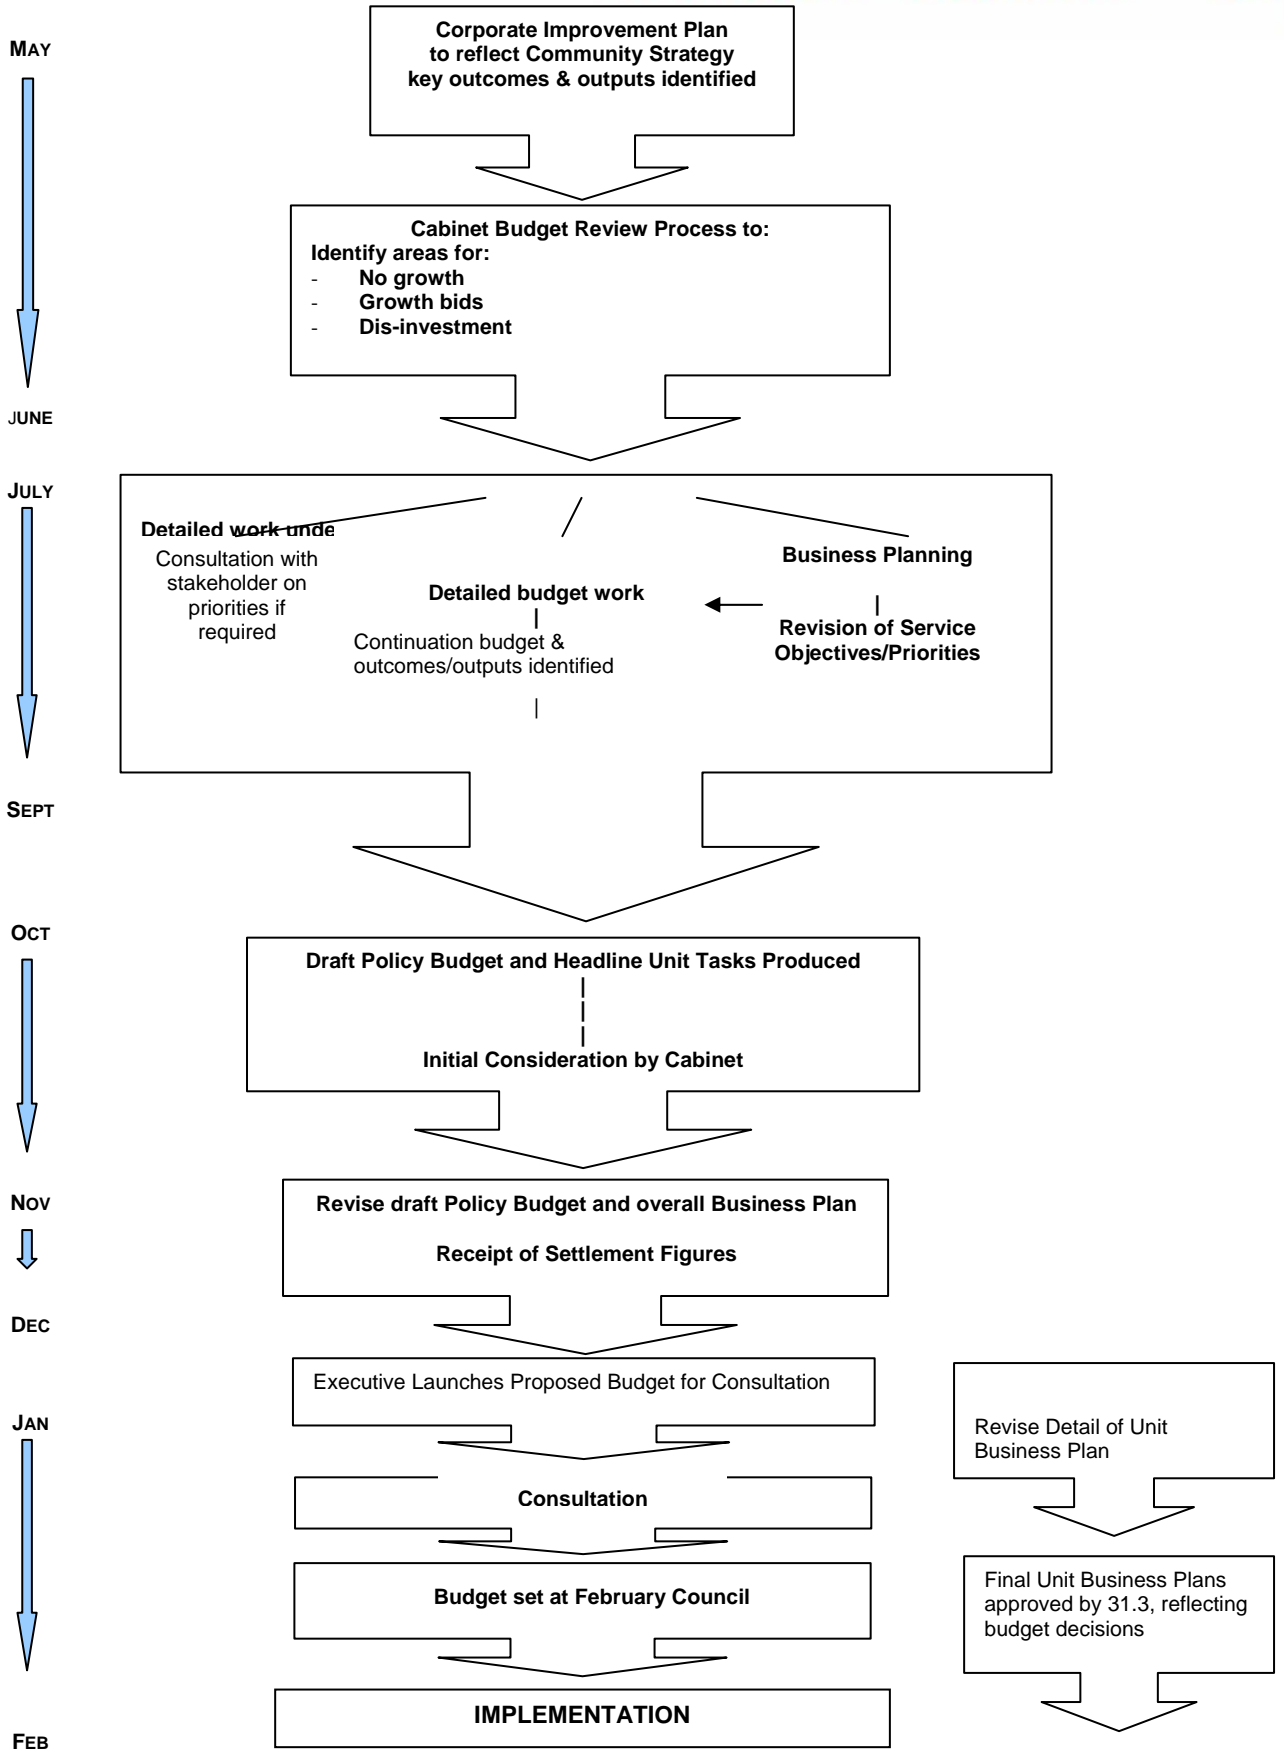 MAY
Corporate Improvement Plan
to reflect Community Strategy
key outcomes & outputs identified
Cabinet Budget Review Process to:
Identify areas for:
- No growth
- Growth bids
- Dis-investment
JUNE
JULY
Detailed work unde
Consultation with
stakeholder on
priorities if
required
Detailed budget work
Continuation budget &
outcomes/outputs identified
Business Planning
Revision of Service
Objectives/Priorities
SEPT
OCT
Draft Policy Budget and Headline Unit Tasks Produced
Initial Consideration by Cabinet
NOV
Revise draft Policy Budget and overall Business Plan
Receipt of Settlement Figures
DEC
Executive Launches Proposed Budget for Consultation
JAN
Revise Detail of Unit
Business Plan
Consultation
Budget set at February Council
Final Unit Business Plans
approved by 31.3, reflecting
budget decisions
IMPLEMENTATION
FEB